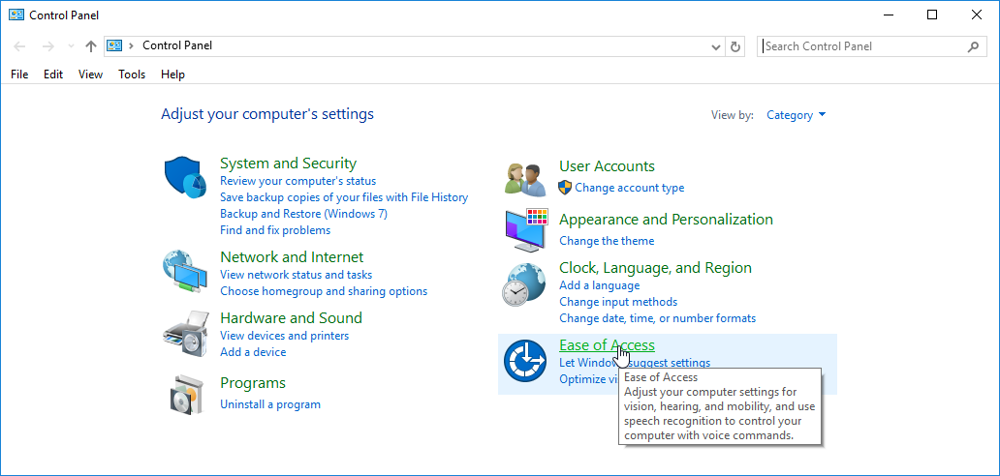 Control Panel
Control Panel
Search Control Panel
File Edit View Tools Help
Adjust your computer's settings
View by: Category
System and Security
Review your computer's status
Save backup copies of your files with File History
Backup and Restore (Windows 7)
Find and fix problems
Network and Internet
View network status and tasks
Choose homegroup and sharing options
Hardware and Sound
View devices and printers
Add a device
Programs
Uninstall a program
User Accounts
Change account type
Appearance and Personalization
Change the theme
Clock, Language, and Region
Add a language
Change input methods
Change date, time, or number formats
Ease of Access
Let Windows suggest settings
Optimize
Ease of Access
Adjust your computer settings for
vision, hearing, and mobility, and use
speech recognition to control your
computer with voice commands.